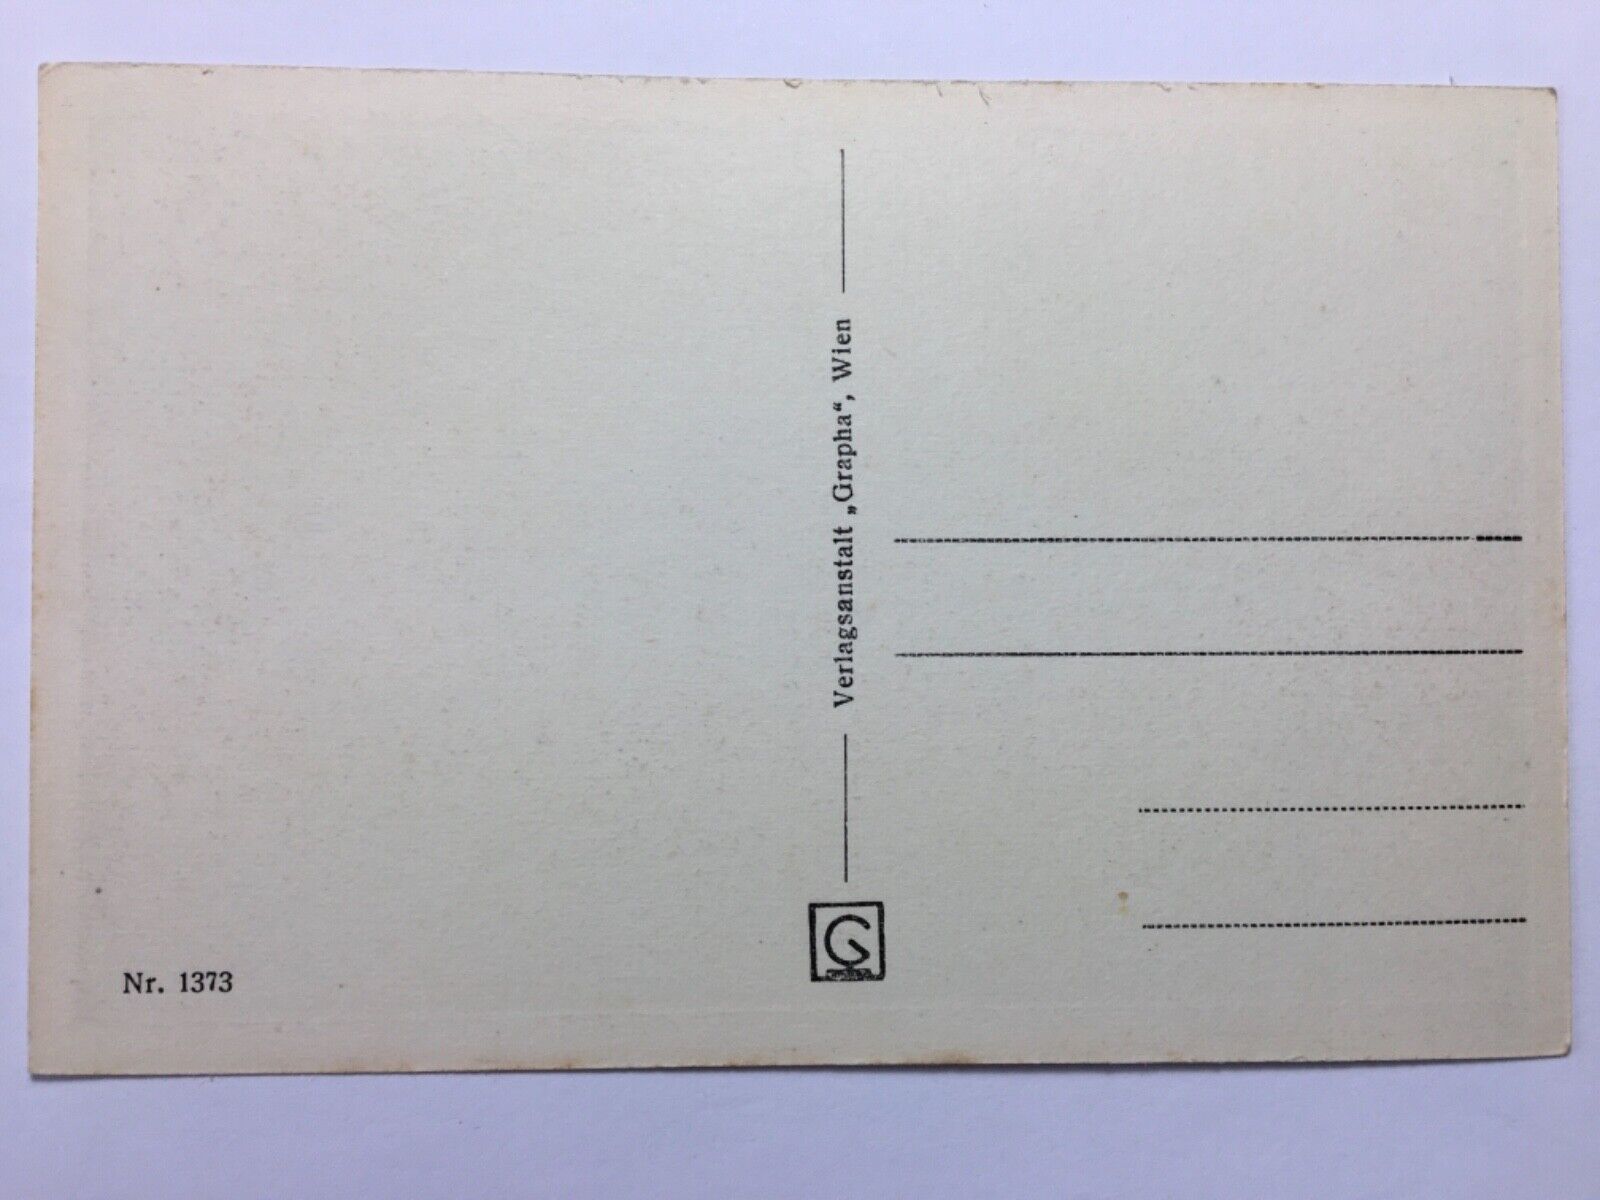 Verlagsanstalt „Grapha“, Wien
G
Nr. 1373